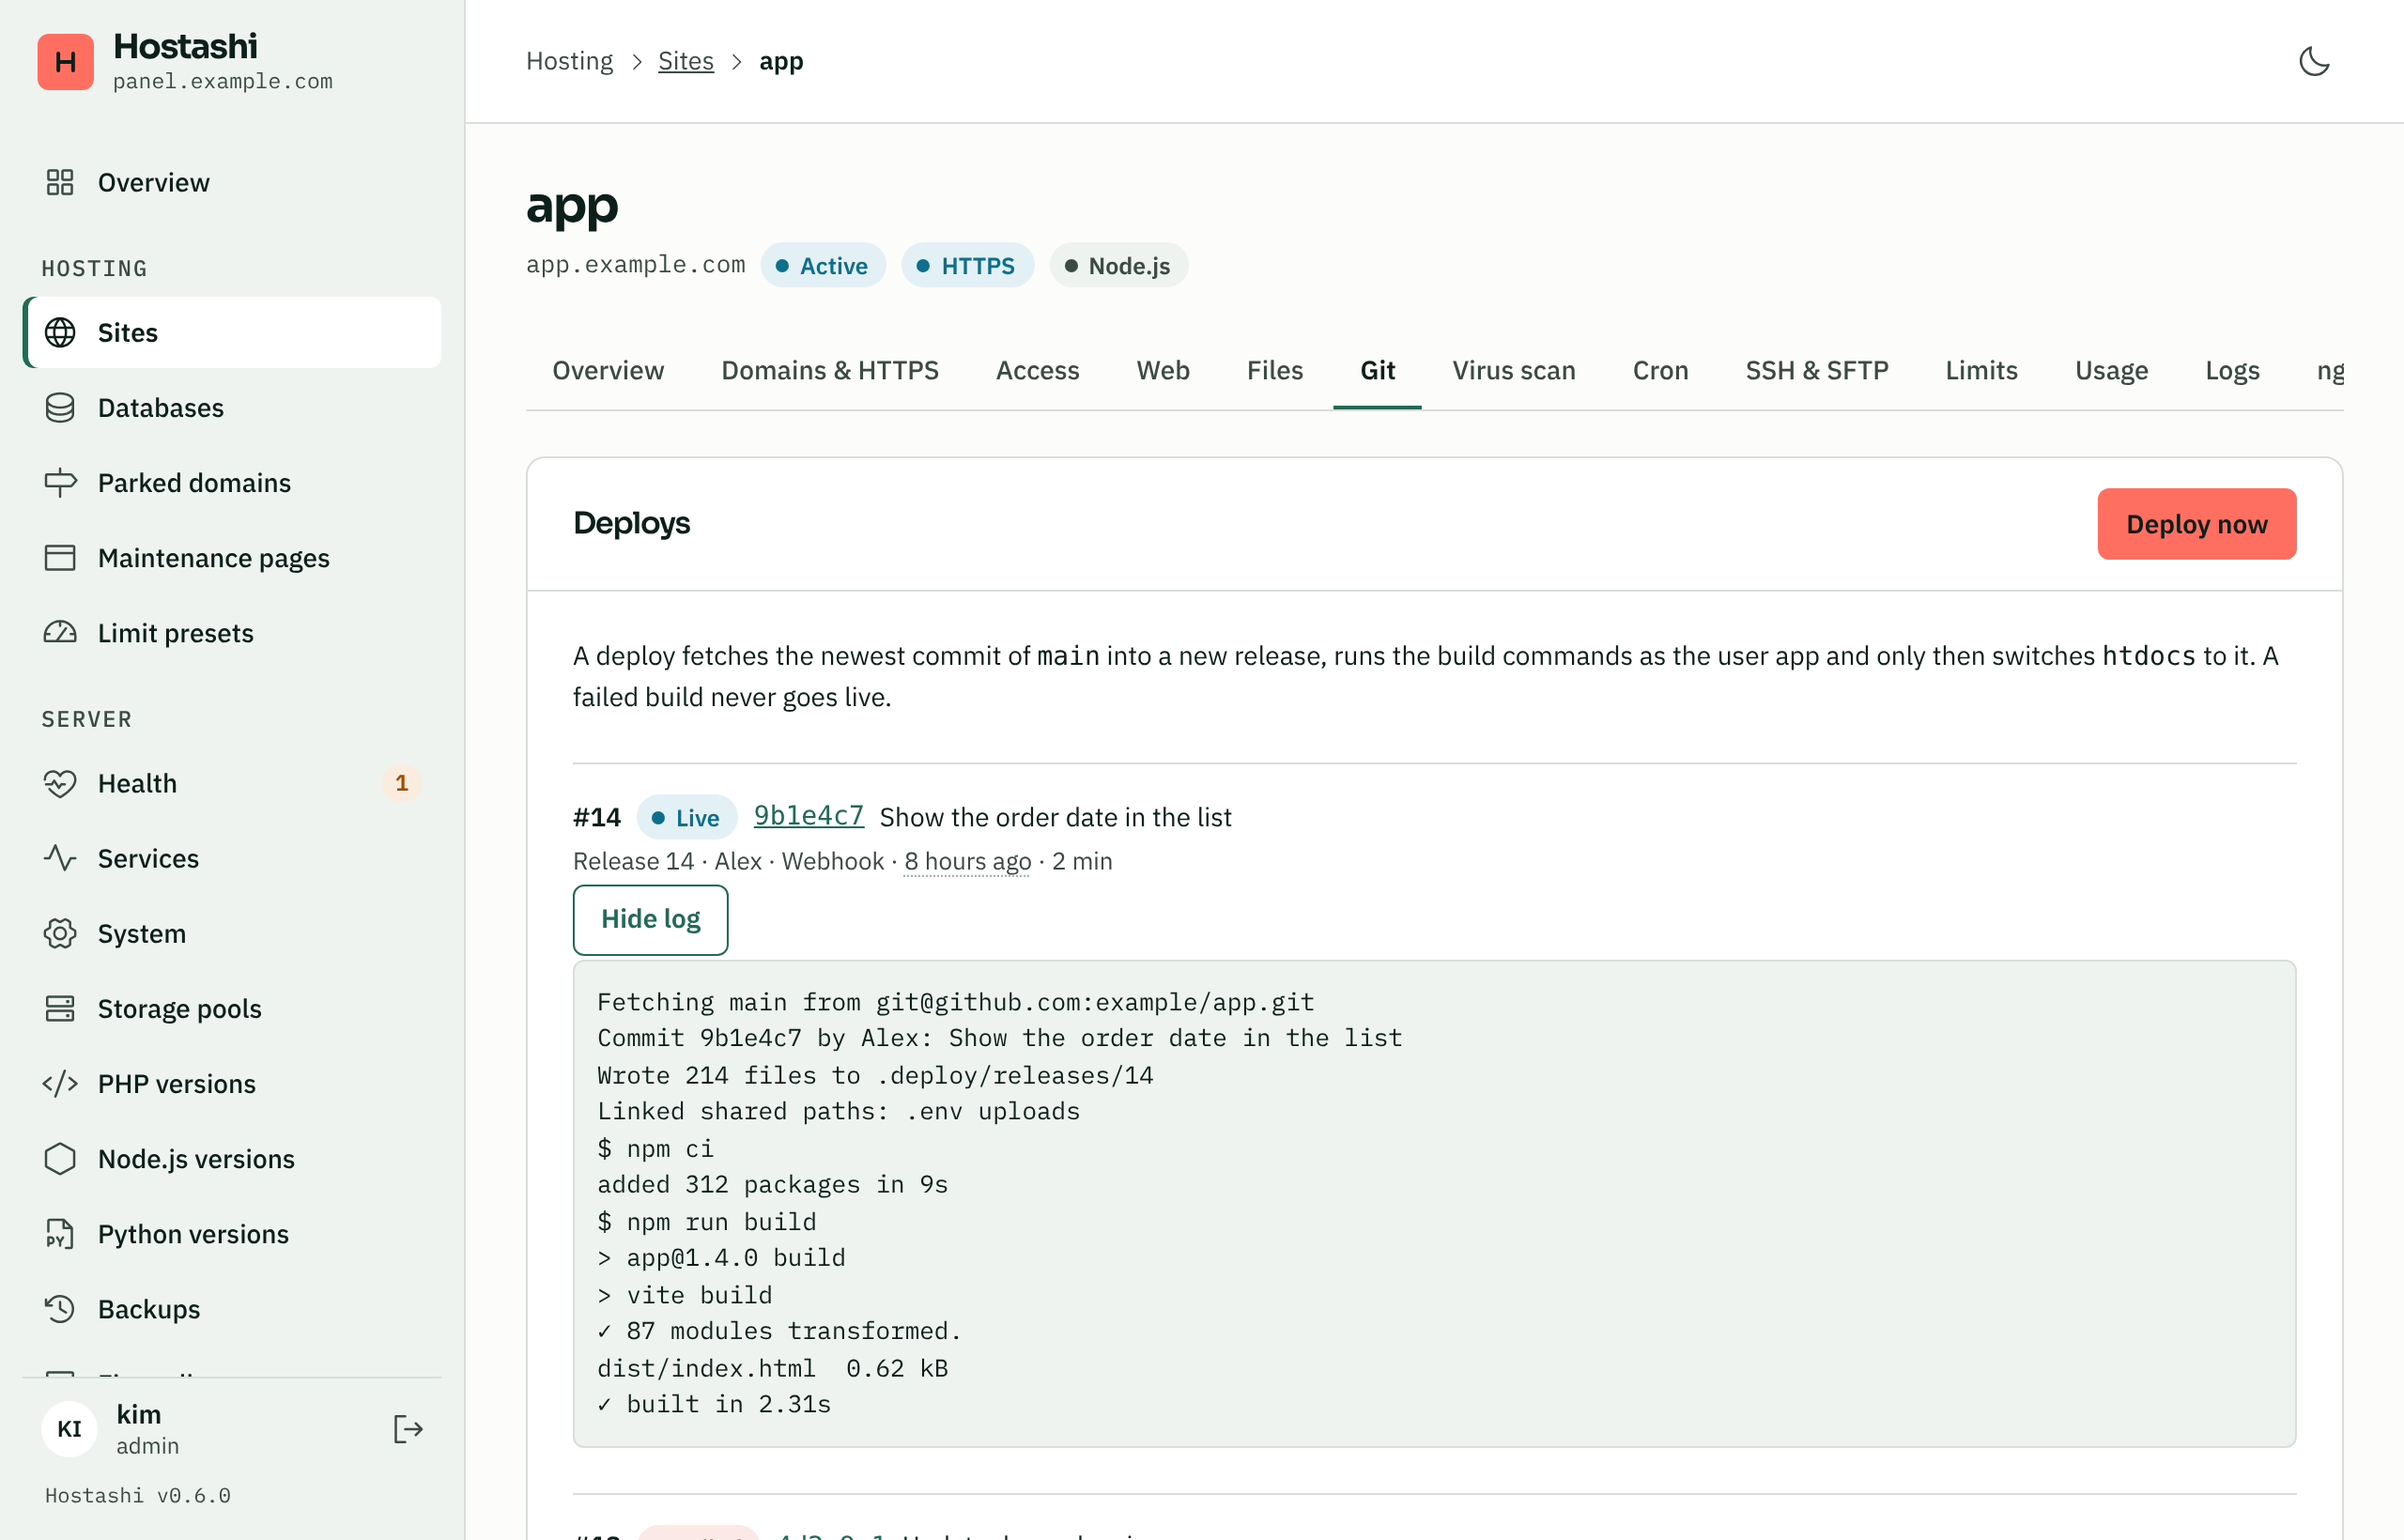 H
Hostashi
panel.example.com
Overview
HOSTING
Sites
Databases
Parked domains
Maintenance pages
Limit presets
SERVER
Health 1
Services
System
Storage pools
PHP versions
Node.js versions
PY Python versions
Backups
KI
kim
admin
Hostashi v0.6.0
Hosting > Sites > app
app
app.example.com Active HTTPS Node.js
Overview Domains & HTTPS Access Web Files Git Virus scan Cron SSH & SFTP Limits Usage Logs ng
Deploys
Deploy now
A deploy fetches the newest commit of main into a new release, runs the build commands as the user app and only then switches htdocs to it. A
failed build never goes live.
#14 Live 9b1e4c7 Show the order date in the list
Release 14 · Alex · Webhook · 8 hours ago · 2 min
Hide log
Fetching main from git@github.com:example/app.git
Commit 9b1e4c7 by Alex: Show the order date in the list
Wrote 214 files to .deploy/releases/14
Linked shared paths: .env uploads
$ npm ci
added 312 packages in 9s
$ npm run build
> app@1.4.0 build
> vite build
✓ 87 modules transformed.
dist/index.html  0.62 kB
✓ built in 2.31s